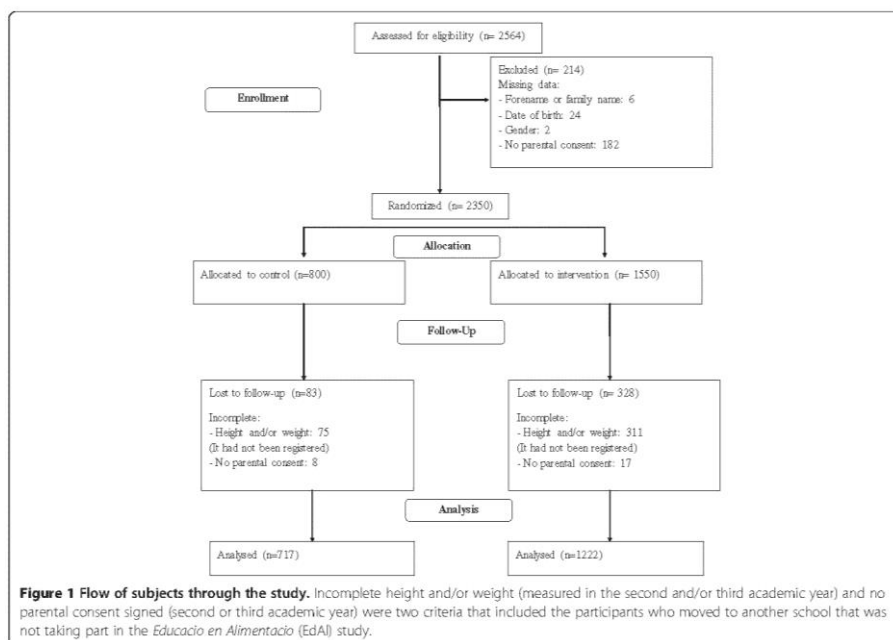 Assessed for eligibility (n= 2564)
Excluded (n= 214)
Missing data:
- Forename or family name: 6
- Date of birth: 24
- Gender: 2
- No parental consent: 182
Enrollment
Randomized (n= 2350)
Allocation
Allocated to control (n=800)
Allocated to intervention (n= 1550)
Follow-Up
Lost to follow-up (n=83)
Incomplete:
- Height and/or weight: 75
(It had not been registered)
- No parental consent: 8
Lost to follow-up (n= 328)
Incomplete:
- Height and/or weight: 311
(It had not been registered)
- No parental consent: 17
Analysis
Analysed (n=717)
Analysed (n=1222)
Figure 1 Flow of subjects through the study. Incomplete height and/or weight (measured in the second and/or third academic year) and no
parental consent signed (second or third academic year) were two criteria that included the participants who moved to another school that was
not taking part in the Educacio en Alimentacio (EdAl) study.